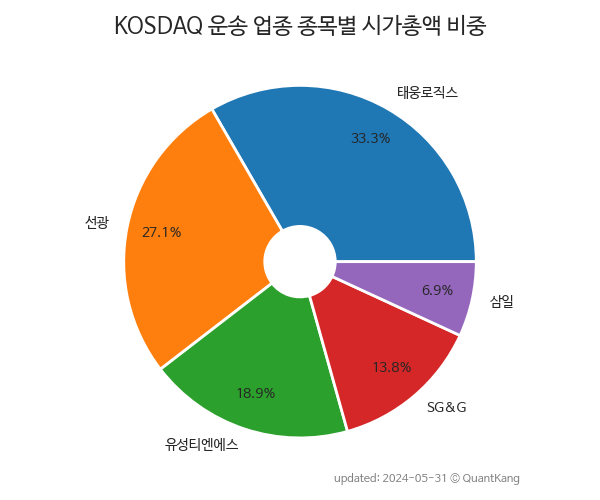 KOSDAQ 운송 업종 종목별 시가총액 비중
태웅로직스
33.3%
선광
27.1%
6.9%
삼일
13.8%
18.9%
SG&G
유성티엔에스
updated: 2024-05-31 © QuantKang